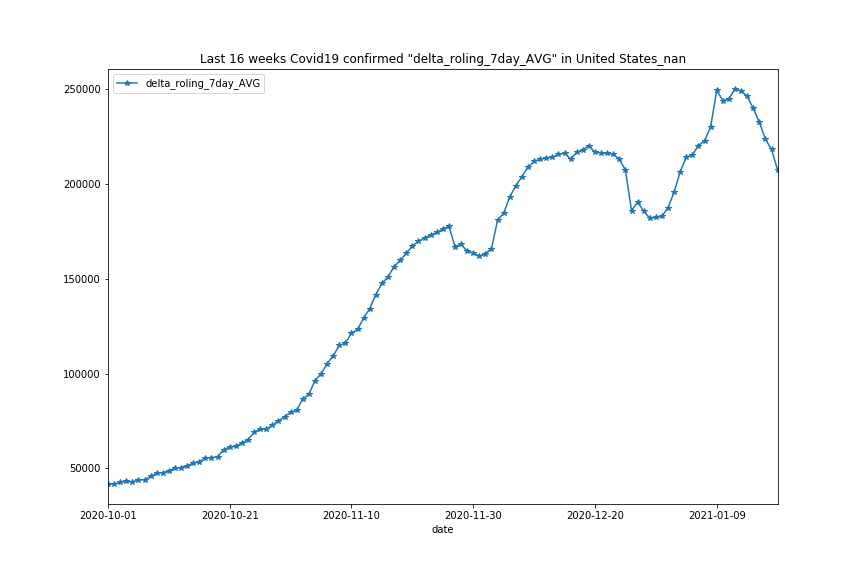 Last 16 weeks Covid19 confirmed "delta_roling_7day_AVG" in United States_nan
delta_roling_7day_AVG
250000
200000
150000
100000
50000
2020-10-01 2020-10-21 2020-11-10 2020-11-30 2020-12-20 2021-01-09
date